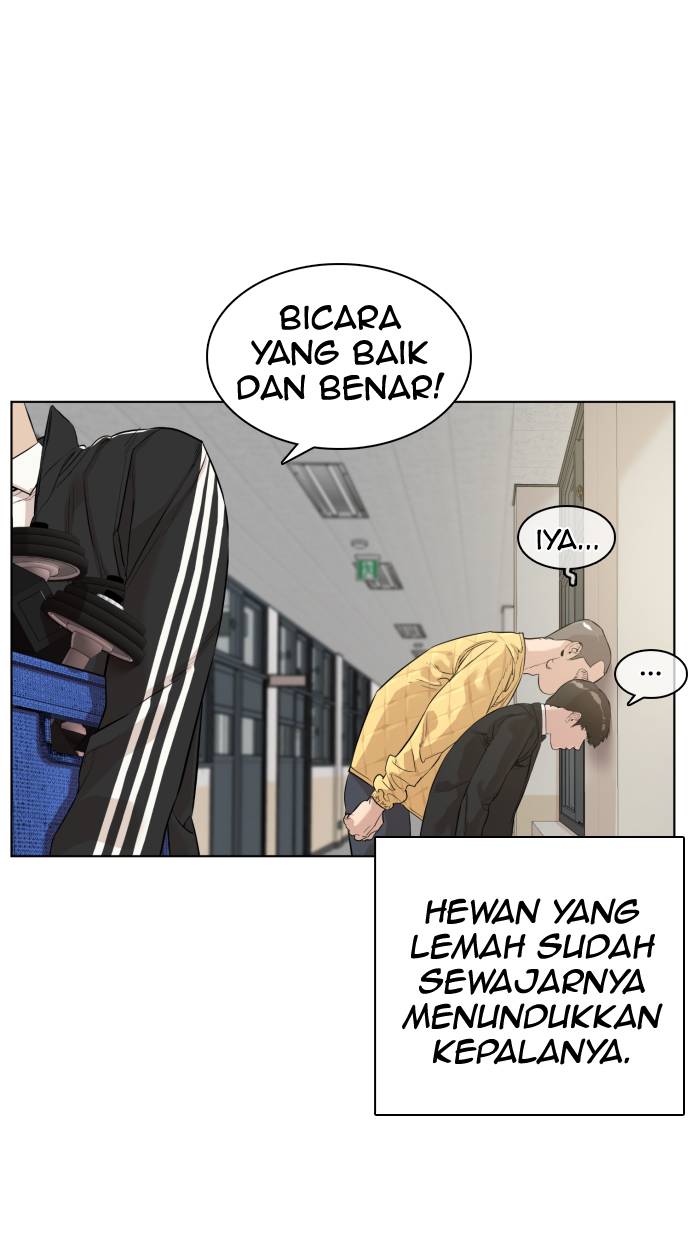 BICARA
YANG BAIK
DAN BENAR!
IYA...
...
HEWAN YANG
LEMAH SUDAH
SEWAJARNYA
MENUNDUKKAN
KEPALANYA.